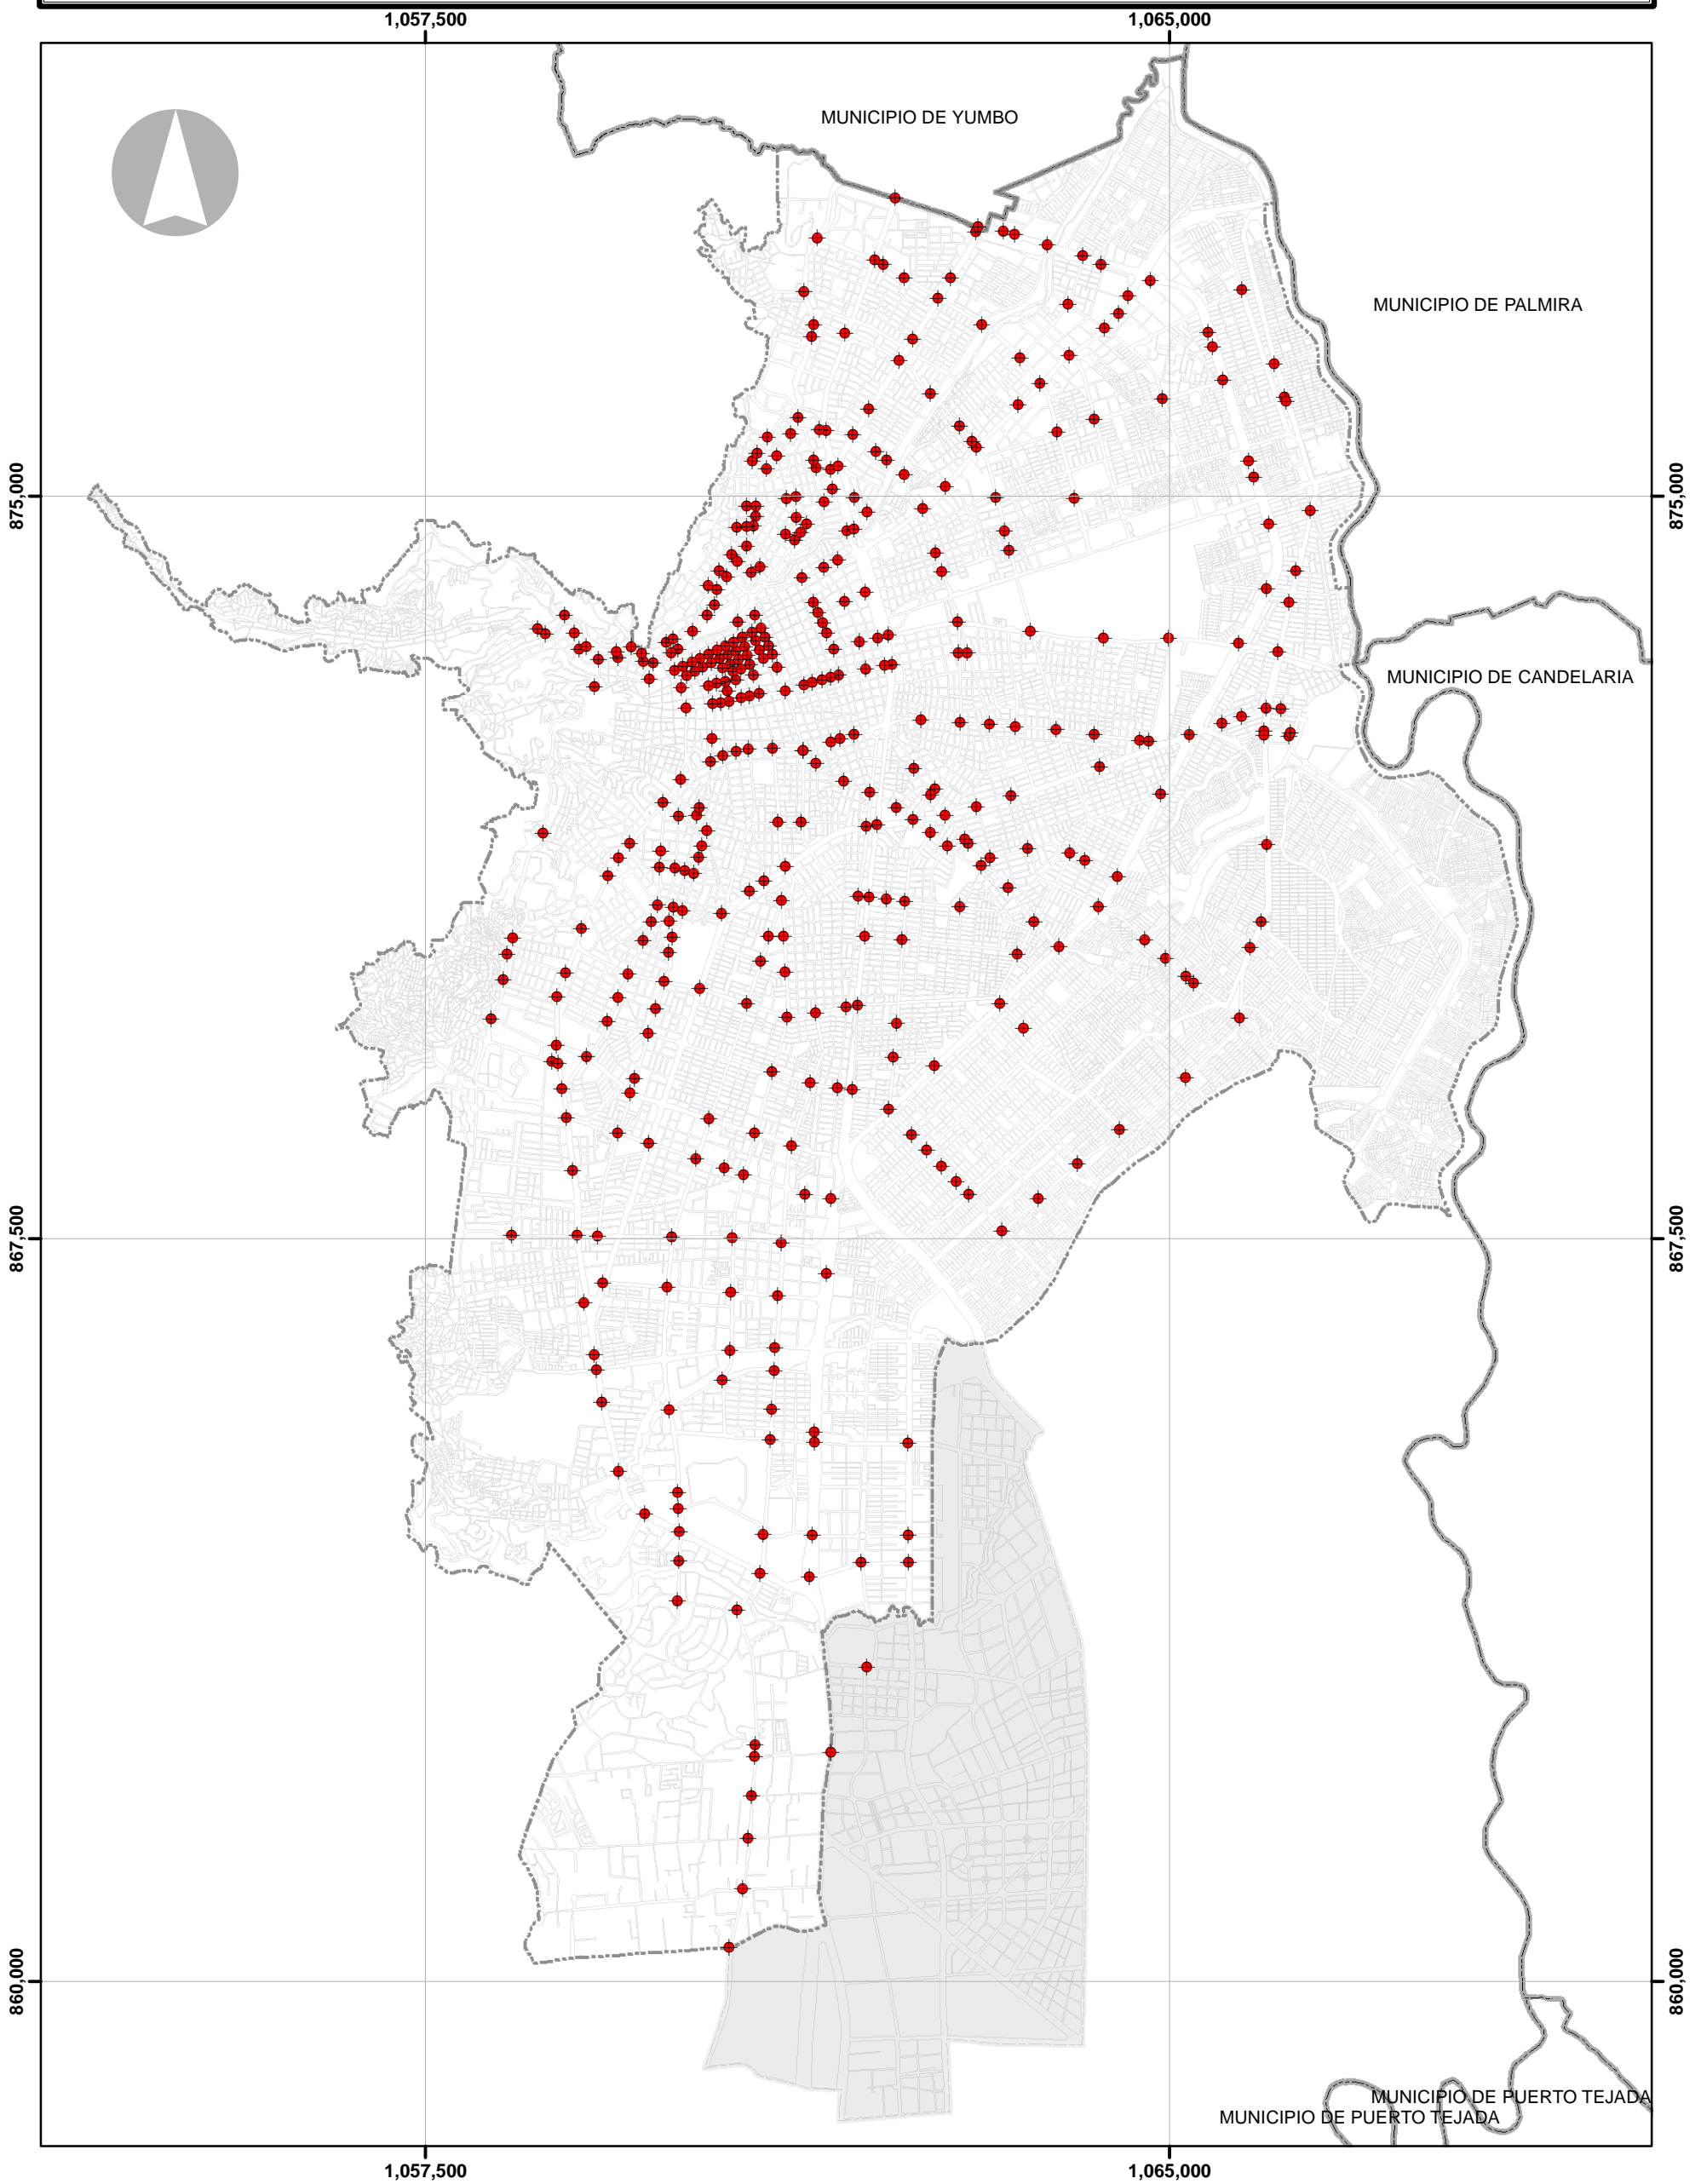 1,057,500
1,065,000
MUNICIPIO DE YUMBO
MUNICIPIO DE PALMIRA
875,000
875,000
MUNICIPIO DE CANDELARIA
867,500
867,500
860,000
860,000
MUNICIPIO DE PUERTO TEJADA
MUNICIPIO DE PUERTO TEJADA
1,057,500
1,065,000